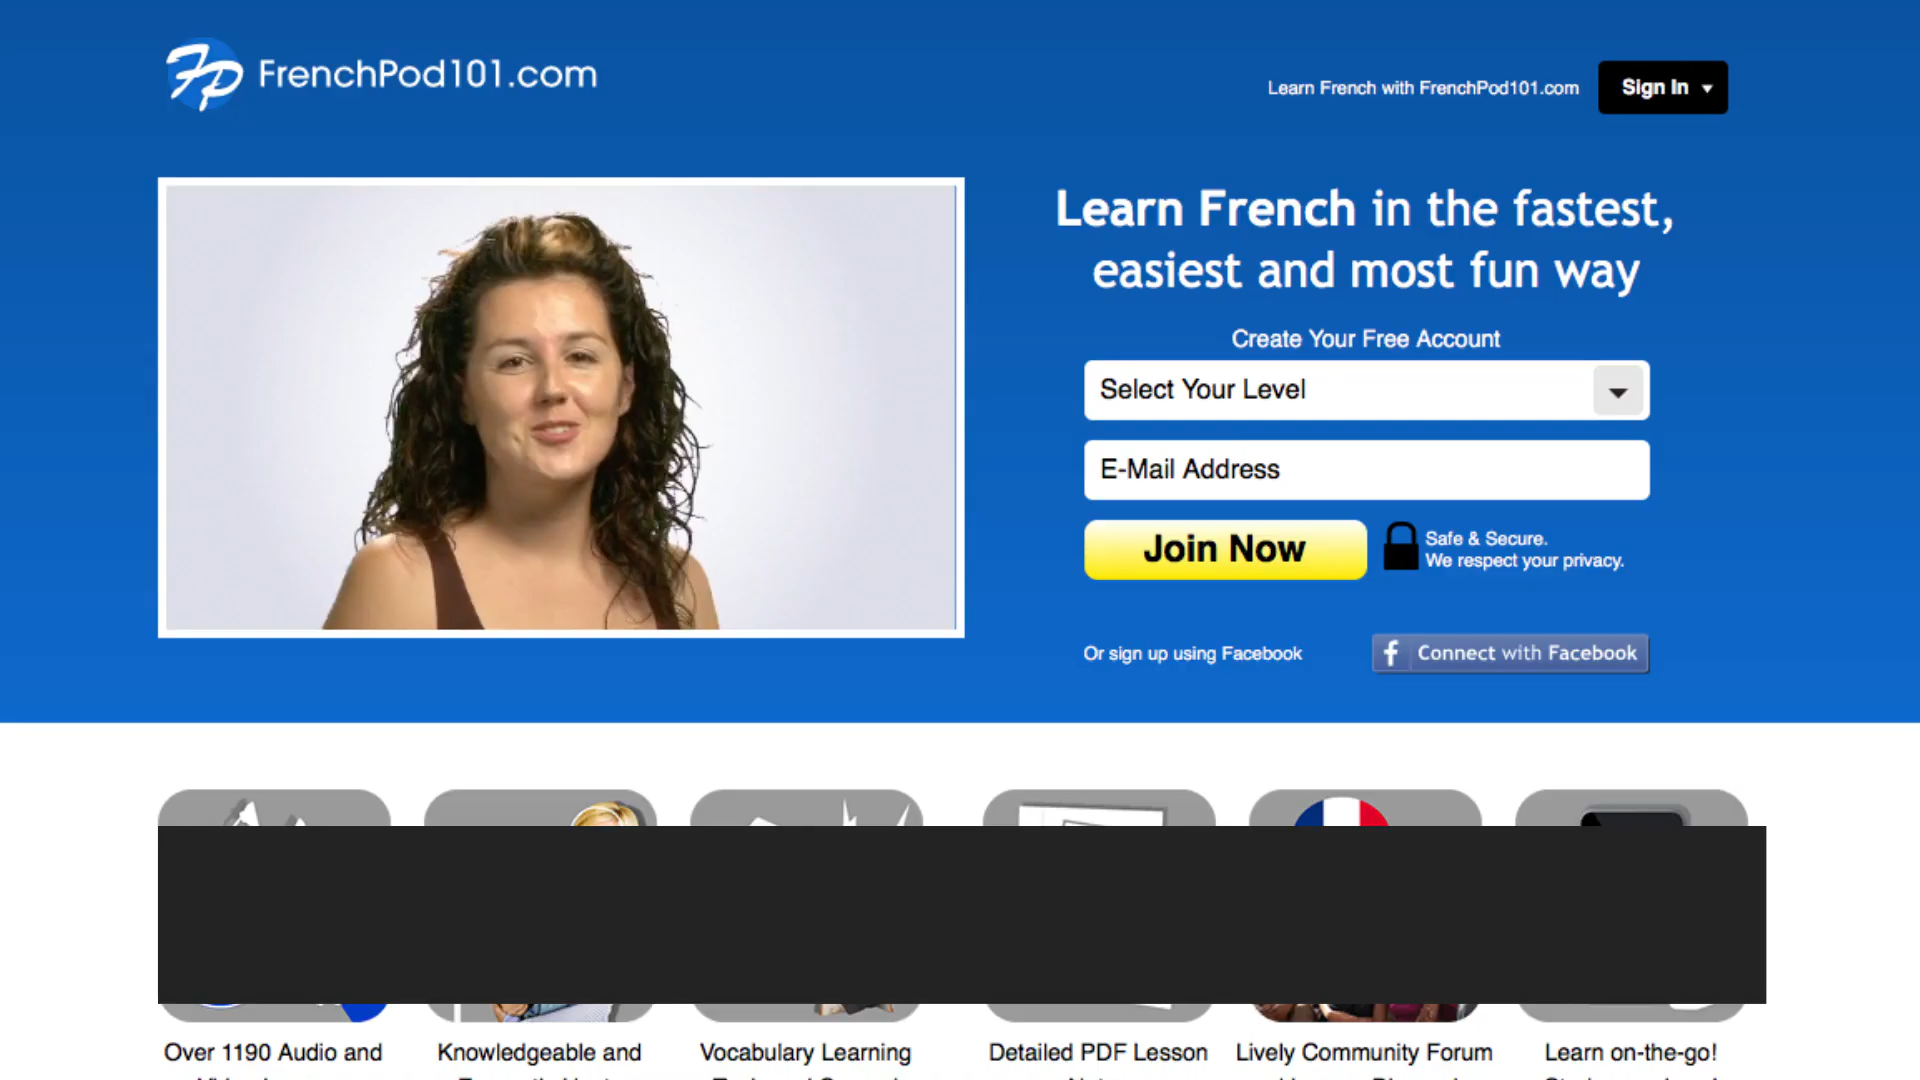 FrenchPod101.com
Learn French with FrenchPod101.com
Sign In
Learn French in the fastest,
easiest and most fun way
Create Your Free Account
Select Your Level
E-Mail Address
Join Now
Safe & Secure.
We respect your privacy.
Or sign up using Facebook
Connect with Facebook
Over 1190 Audio and
Knowledgeable and
Vocabulary Learning
Detailed PDF Lesson
Lively Community Forum
Learn on-the-go!